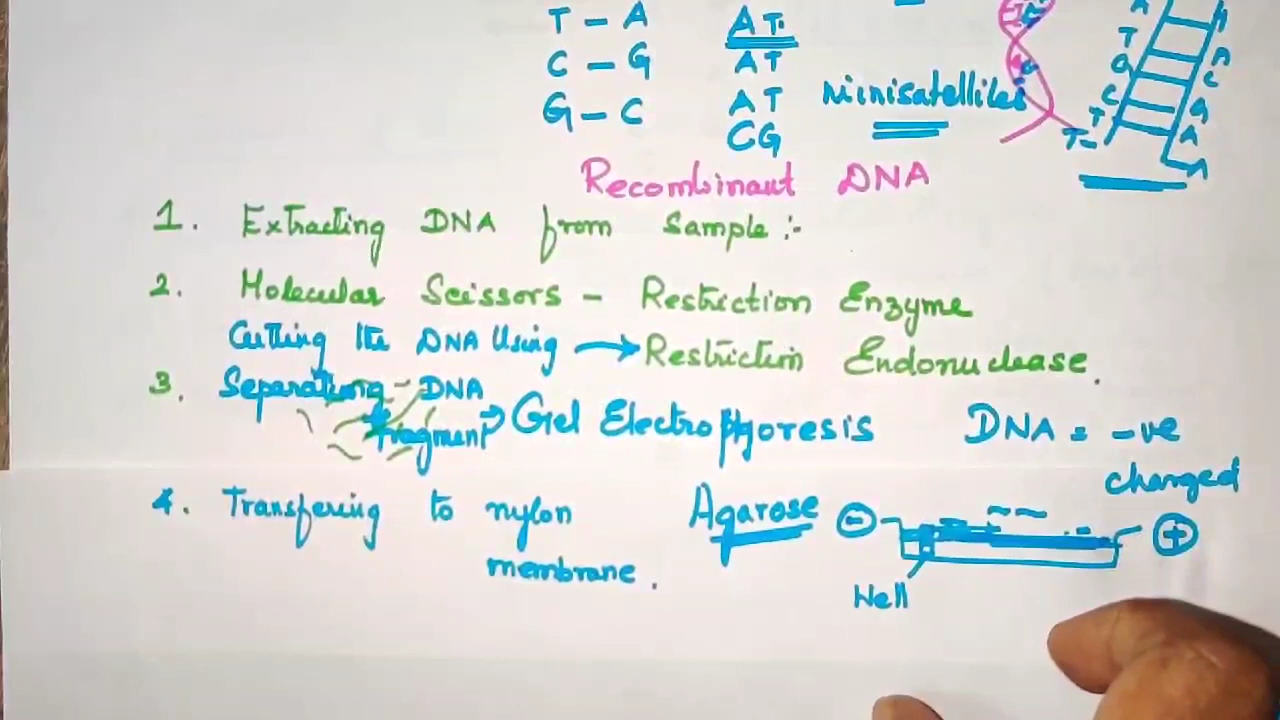 T - A AT
C - G AT
G - C AT Minisatellites
CG
A
T
G
C
T
T-
A
C
G
A
A
Recombinant DNA
1. Extracting DNA from Sample :-
2. Molecular Scissors - Restriction Enzyme
Cutting the DNA Using → Restriction Endonuclease.
3. Separating - DNA
fragment → Gel Electrophoresis DNA = -ve
charged
4. Transfering to nylon Agarose - +
membrane.
Well